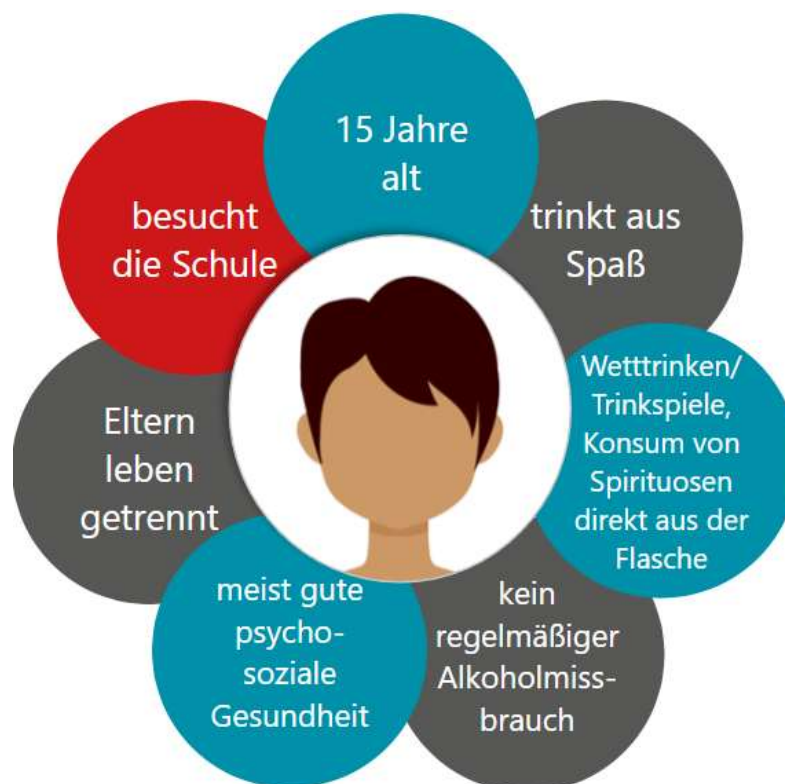 15 Jahre
alt
trinkt aus
Spaß
Wetttrinken/
Trinkspiele,
Konsum von
Spirituosen
direkt aus der
Flasche
kein
regelmäßiger
Alkoholmiss-
brauch
meist gute
psycho-
soziale
Gesundheit
Eltern
leben
getrennt
besucht
die Schule